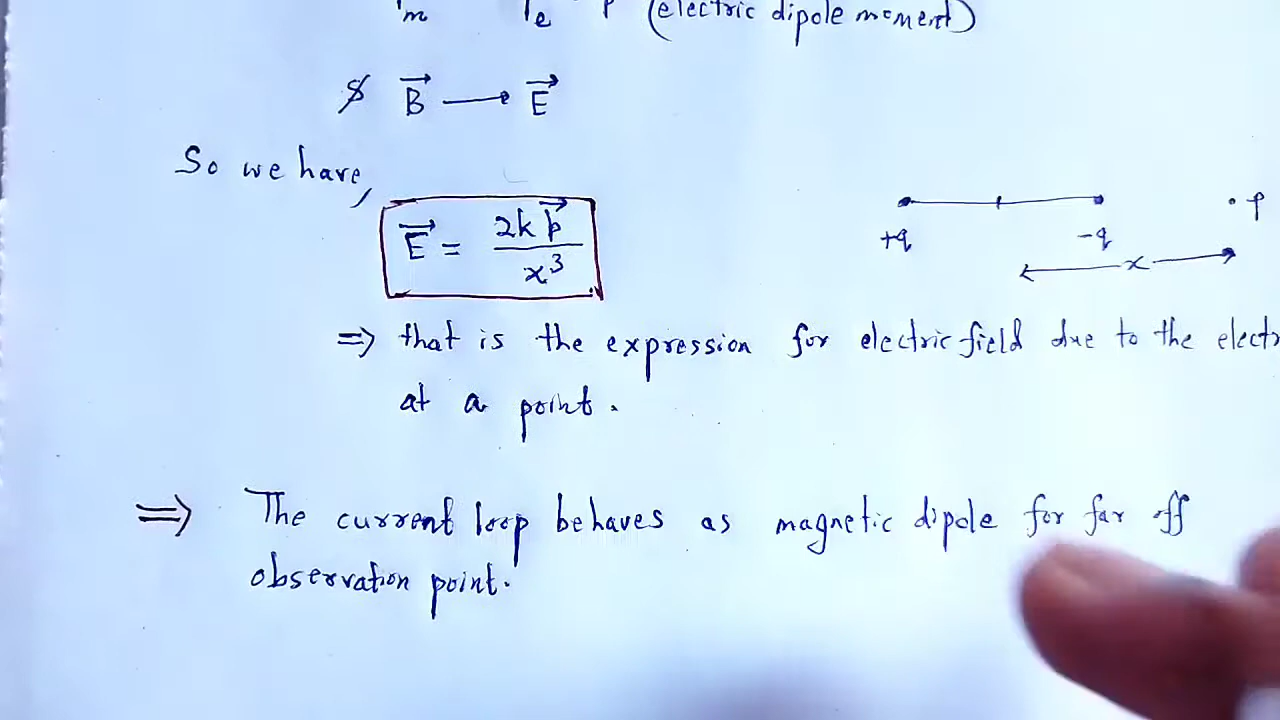 m e P (electric dipole moment)
$ B⃗ ⟶ E⃗
So we have,
E⃗ = 2kp⃗ / x³
+q -q P
x
⇒ that is the expression for electric field due to the electr
at a point.
⇒ The current loop behaves as magnetic dipole for far off
observation point.